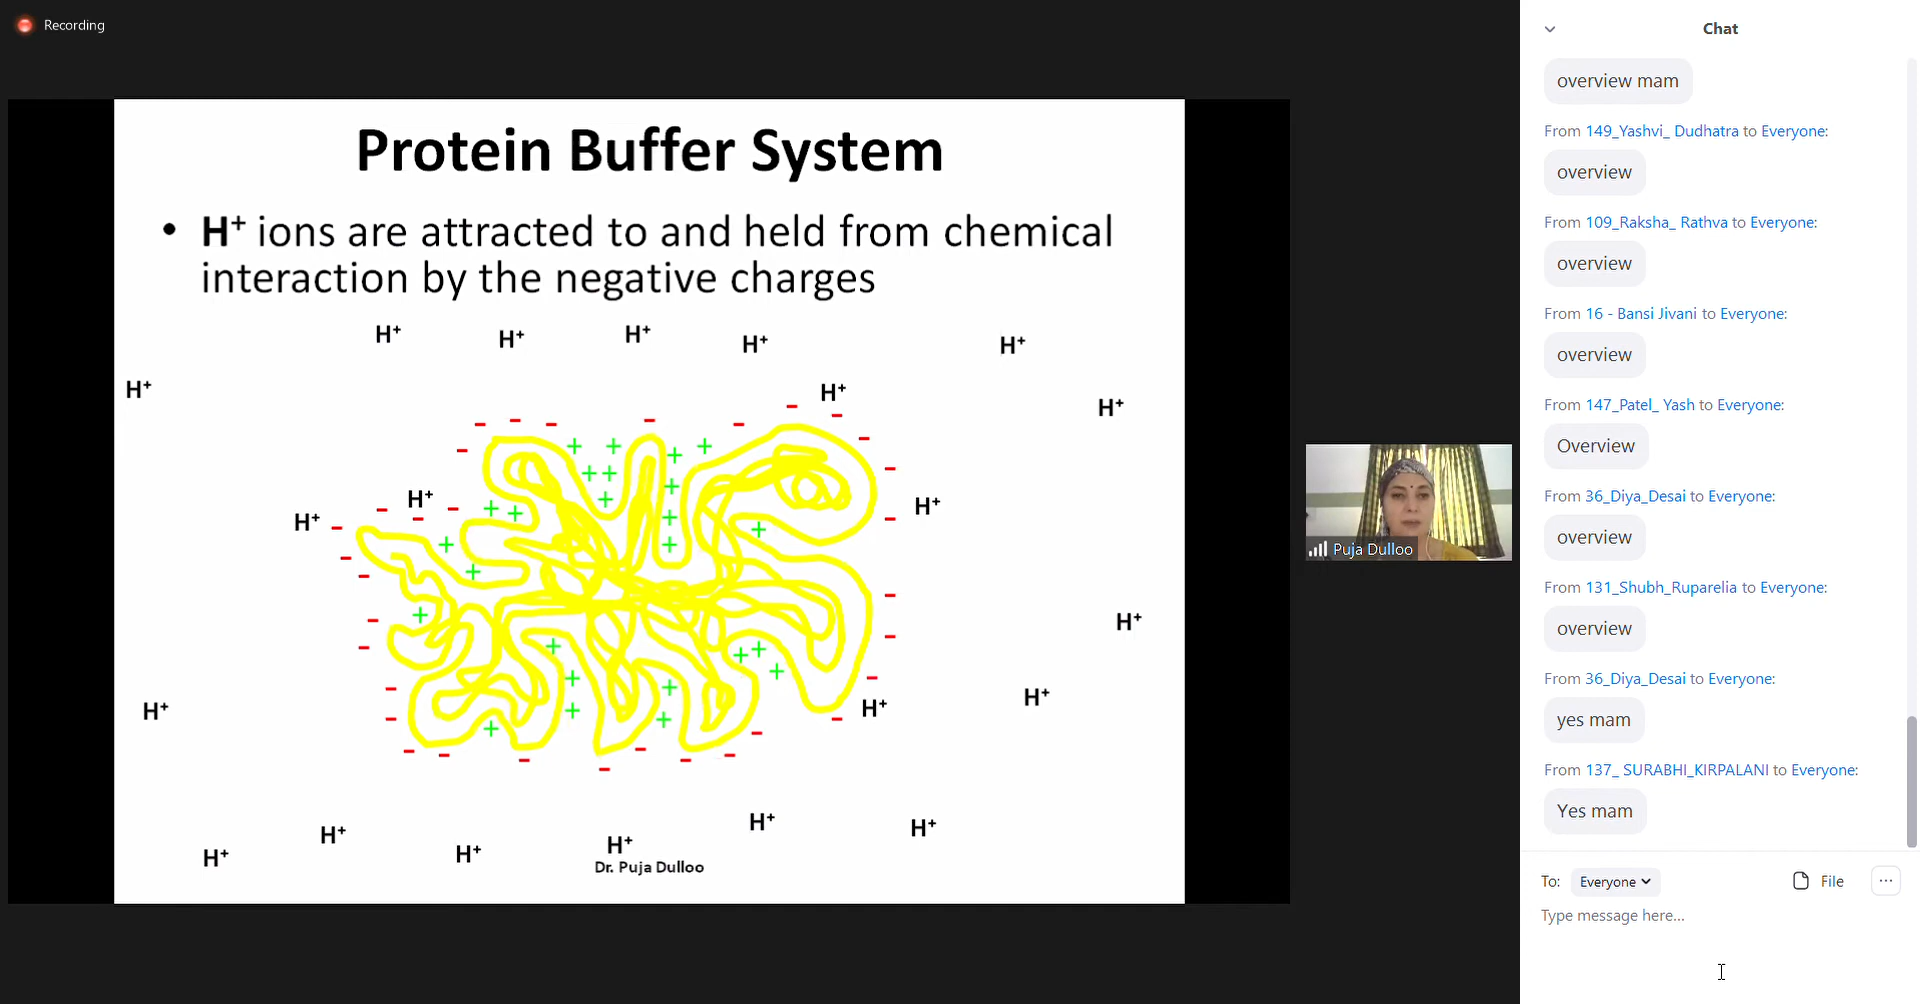 Recording
Protein Buffer System
• H⁺ ions are attracted to and held from chemical
interaction by the negative charges
H⁺ H⁺ H⁺ H⁺ H⁺
H⁺ H⁺ H⁺
H⁺ H⁺ H⁺
H⁺
H⁺ H⁺ H⁺
H⁺ H⁺ H⁺ H⁺ H⁺ H⁺
Dr. Puja Dulloo
Puja Dulloo
Chat
overview mam
From 149_Yashvi_ Dudhatra to Everyone:
overview
From 109_Raksha_ Rathva to Everyone:
overview
From 16 - Bansi Jivani to Everyone:
overview
From 147_Patel_ Yash to Everyone:
Overview
From 36_Diya_Desai to Everyone:
overview
From 131_Shubh_Ruparelia to Everyone:
overview
From 36_Diya_Desai to Everyone:
yes mam
From 137_ SURABHI_KIRPALANI to Everyone:
Yes mam
To: Everyone File ...
Type message here...